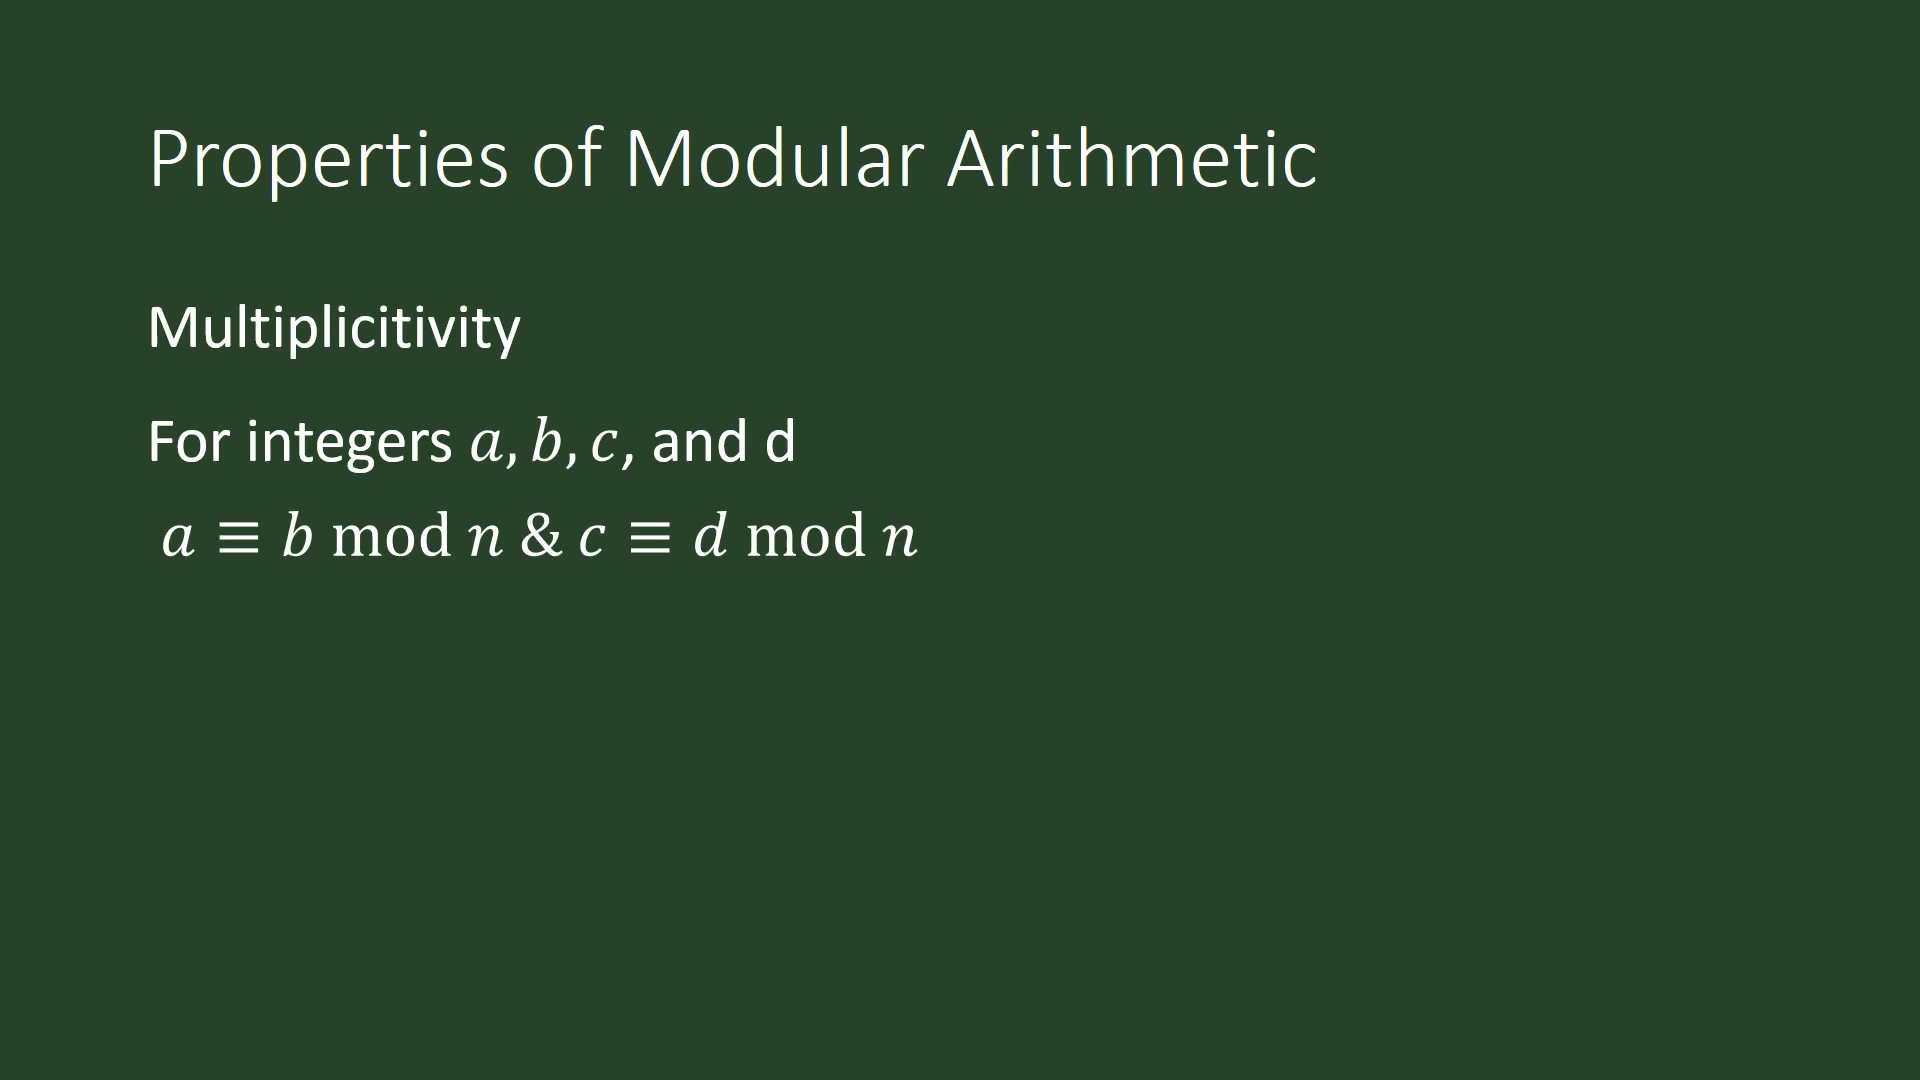 Properties of Modular Arithmetic
Multiplicitivity
For integers a, b, c, and d
a ≡ b mod n & c ≡ d mod n